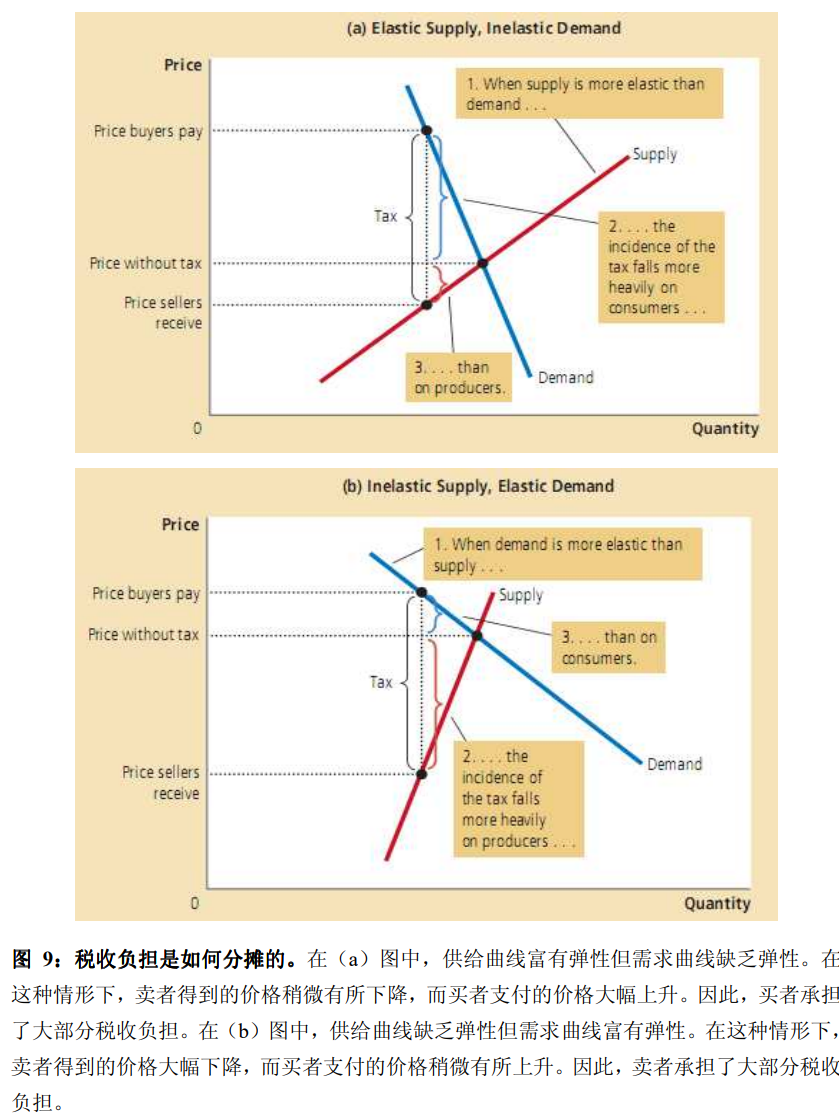 (a) Elastic Supply, Inelastic Demand
Price
1. When supply is more elastic than
demand . . .
Price buyers pay
Supply
Tax
2. . . . the
incidence of the
tax falls more
heavily on
consumers . . .
Price without tax
Price sellers
receive
3. . . . than
on producers.
Demand
0
Quantity
(b) Inelastic Supply, Elastic Demand
Price
1. When demand is more elastic than
supply . . .
Price buyers pay
Supply
Price without tax
3. . . . than on
consumers.
Tax
2. . . . the
incidence of
the tax falls
more heavily
on producers . . .
Price sellers
receive
Demand
0
Quantity
图 9：税收负担是如何分摊的。在（a）图中，供给曲线富有弹性但需求曲线缺乏弹性。在
这种情形下，卖者得到的价格稍微有所下降，而买者支付的价格大幅上升。因此，买者承担
了大部分税收负担。在（b）图中，供给曲线缺乏弹性但需求曲线富有弹性。在这种情形下，
卖者得到的价格大幅下降，而买者支付的价格稍微有所上升。因此，卖者承担了大部分税收
负担。